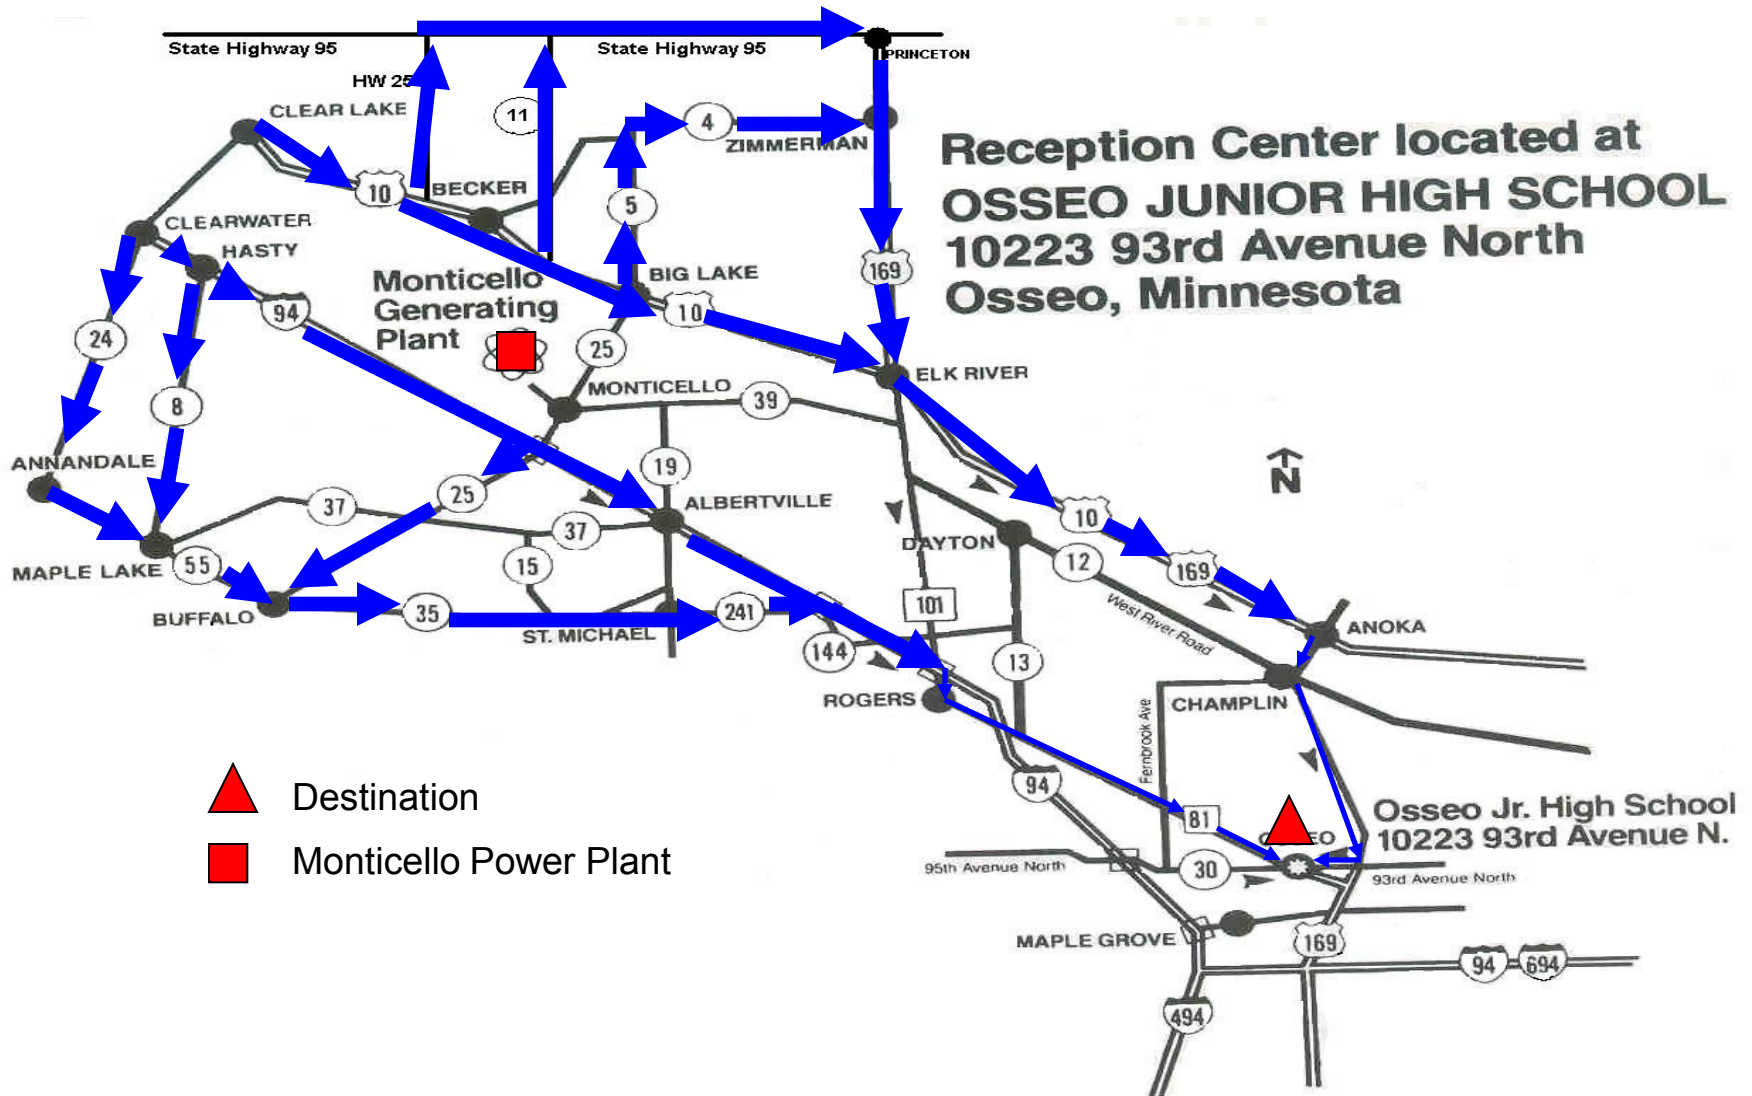 State Highway 95
State Highway 95
PRINCETON
HW 25
CLEAR LAKE
11
4
ZIMMERMAN
Reception Center located at
OSSEO JUNIOR HIGH SCHOOL
10223 93rd Avenue North
Osseo, Minnesota
10
BECKER
5
CLEARWATER
HASTY
169
BIG LAKE
Monticello
Generating
Plant
94
10
24
25
ELK RIVER
MONTICELLO
8
39
N
ANNANDALE
19
25
37
ALBERTVILLE
10
37
DAYTON
12
MAPLE LAKE
55
15
169
West River Road
BUFFALO
35
ST. MICHAEL
241
101
ANOKA
144
13
ROGERS
CHAMPLIN
Fernbrook Ave
94
Destination
81
Osseo Jr. High School
10223 93rd Avenue N.
Monticello Power Plant
95th Avenue North
30
93rd Avenue North
MAPLE GROVE
169
94
694
494